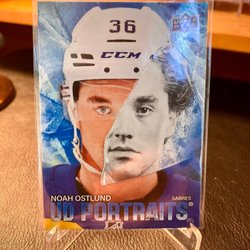 36
CCM
NOAH OSTLUND
SABRES
UD PORTRAITS